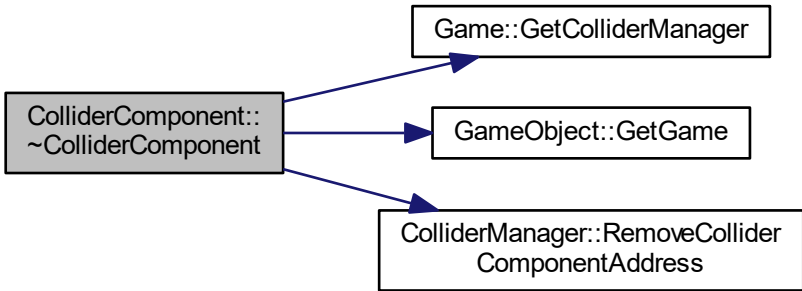 Game::GetColliderManager
ColliderComponent::
~ColliderComponent
GameObject::GetGame
ColliderManager::RemoveCollider
ComponentAddress